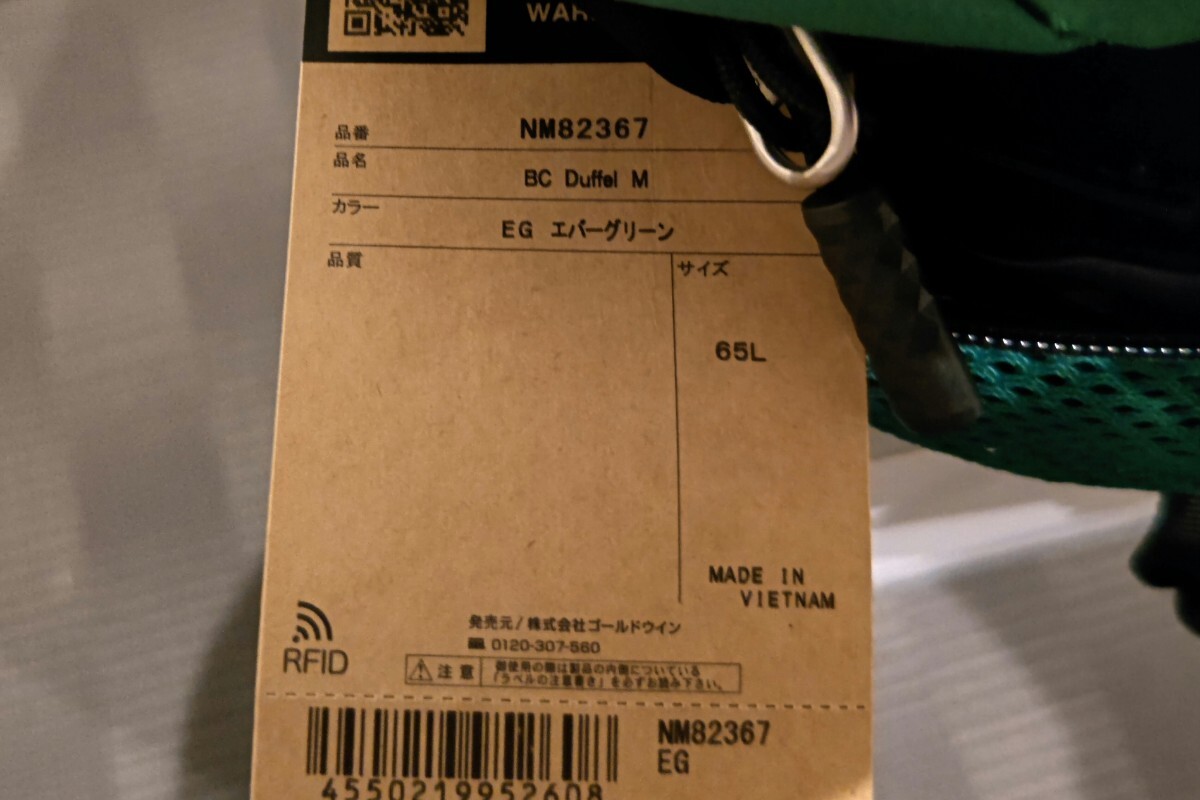 品番 NM82367
品名 BC Duffel M
カラー EG エバーグリーン
品質 サイズ
65L
MADE IN
VIETNAM
発売元/株式会社ゴールドウイン
0120-307-560
RFID
注意 御使用の際は製品の内側についている
「ラベルの注意書き」を必ずお読み下さい。
NM82367
EG
4550219952608